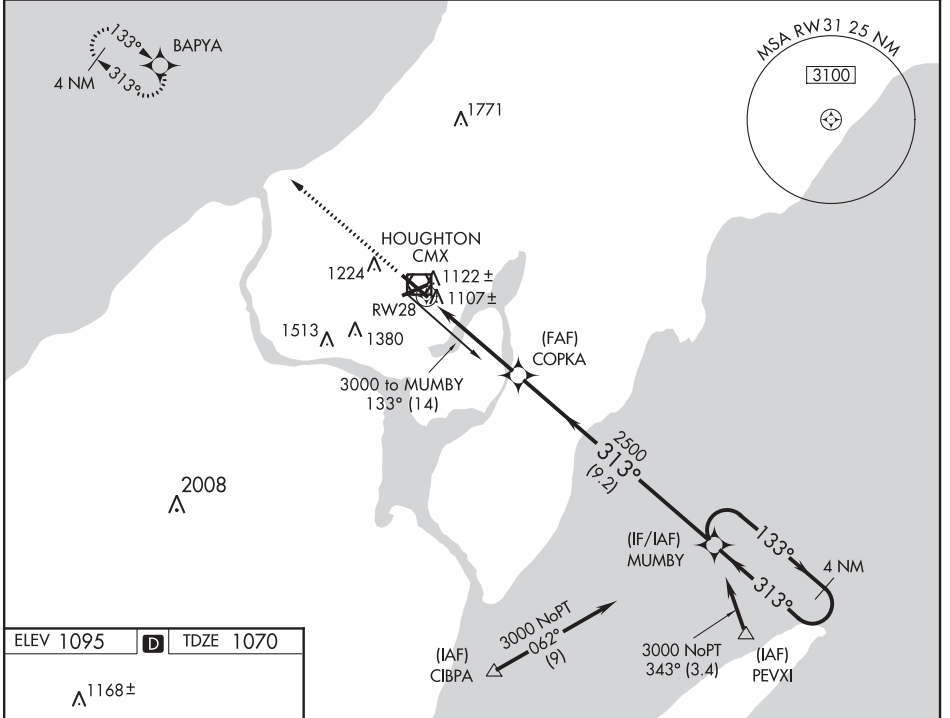 133°
BAPYA
4 NM
313°
MSA RW31 25 NM
3100
1771
HOUGHTON
CMX
1224
1122 ±
1107 ±
RW28
1513
1380
(FAF)
COPKA
3000 to MUMBY
133° (14)
2500
313°
(9.2)
2008
(IF/IAF)
MUMBY
133°
4 NM
313°
3000 NoPT
062°
(9)
(IAF)
CIBPA
3000 NoPT
343° (3.4)
(IAF)
PEVXI
ELEV 1095 D TDZE 1070
1168 ±